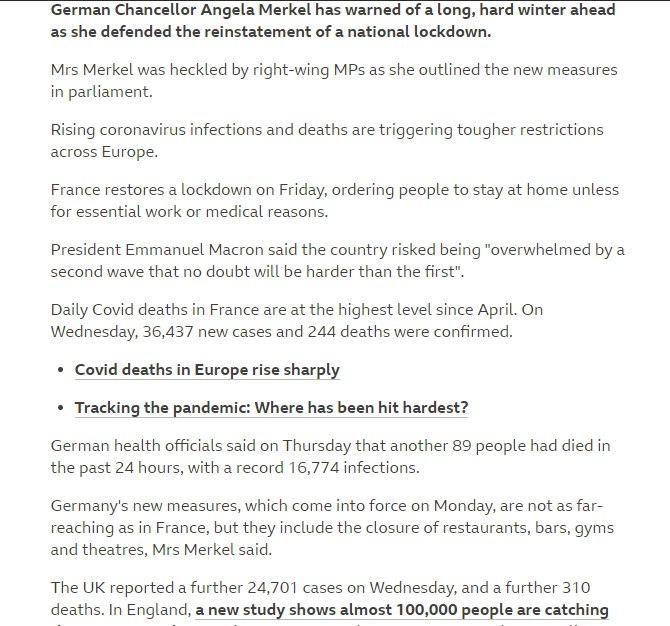 German Chancellor Angela Merkel has warned of a long, hard winter ahead
as she defended the reinstatement of a national lockdown.
Mrs Merkel was heckled by right-wing MPs as she outlined the new measures
in parliament.
Rising coronavirus infections and deaths are triggering tougher restrictions
across Europe.
France restores a lockdown on Friday, ordering people to stay at home unless
for essential work or medical reasons.
President Emmanuel Macron said the country risked being "overwhelmed by a
second wave that no doubt will be harder than the first".
Daily Covid deaths in France are at the highest level since April. On
Wednesday, 36,437 new cases and 244 deaths were confirmed.
• Covid deaths in Europe rise sharply
• Tracking the pandemic: Where has been hit hardest?
German health officials said on Thursday that another 89 people had died in
the past 24 hours, with a record 16,774 infections.
Germany's new measures, which come into force on Monday, are not as far-
reaching as in France, but they include the closure of restaurants, bars, gyms
and theatres, Mrs Merkel said.
The UK reported a further 24,701 cases on Wednesday, and a further 310
deaths. In England, a new study shows almost 100,000 people are catching